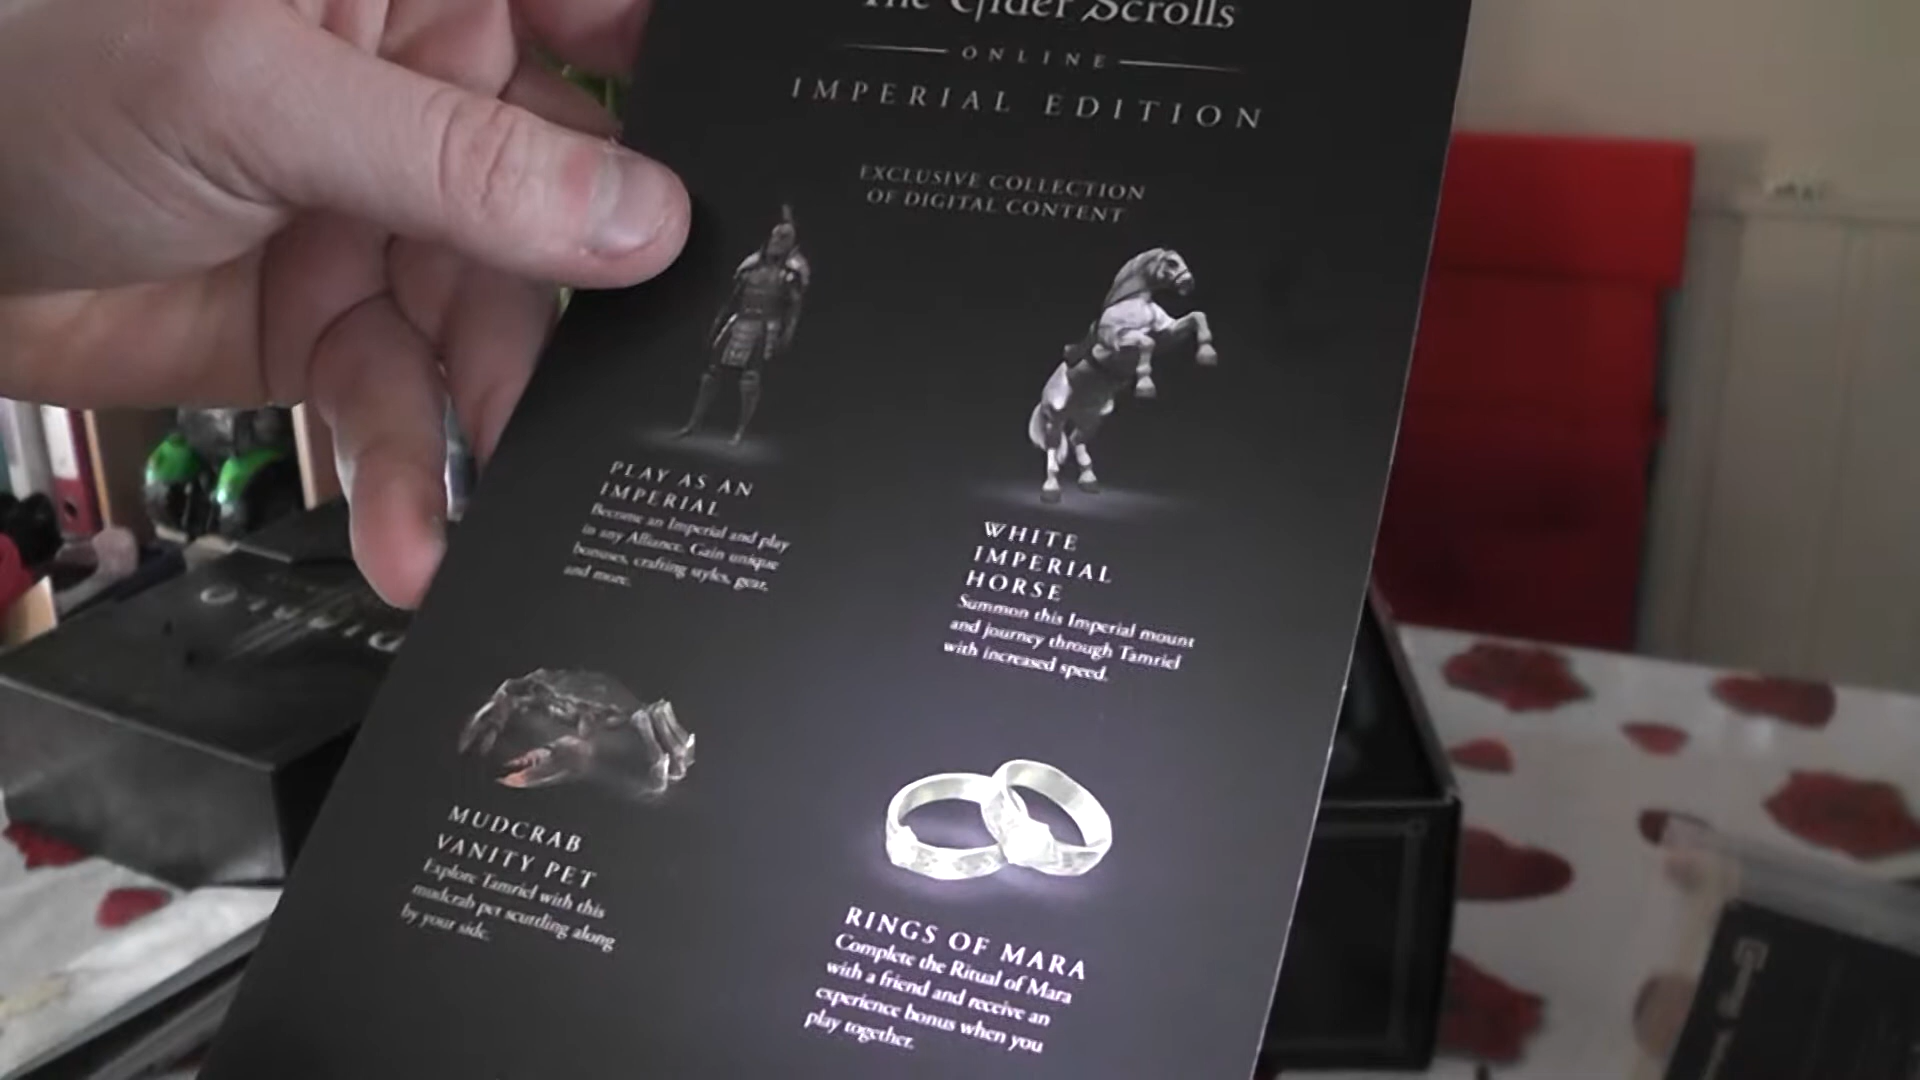 The Elder Scrolls
ONLINE
IMPERIAL EDITION
EXCLUSIVE COLLECTION
OF DIGITAL CONTENT
PLAY AS AN
IMPERIAL
Become an Imperial and play
in any Alliance. Gain unique
bonuses, crafting styles, gear,
and more.
WHITE
IMPERIAL
HORSE
Summon this Imperial mount
and journey through Tamriel
with increased speed.
MUDCRAB
VANITY PET
Explore Tamriel with this
mudcrab pet scuttling along
by your side.
RINGS OF MARA
Complete the Ritual of Mara
with a friend and receive an
experience bonus when you
play together.